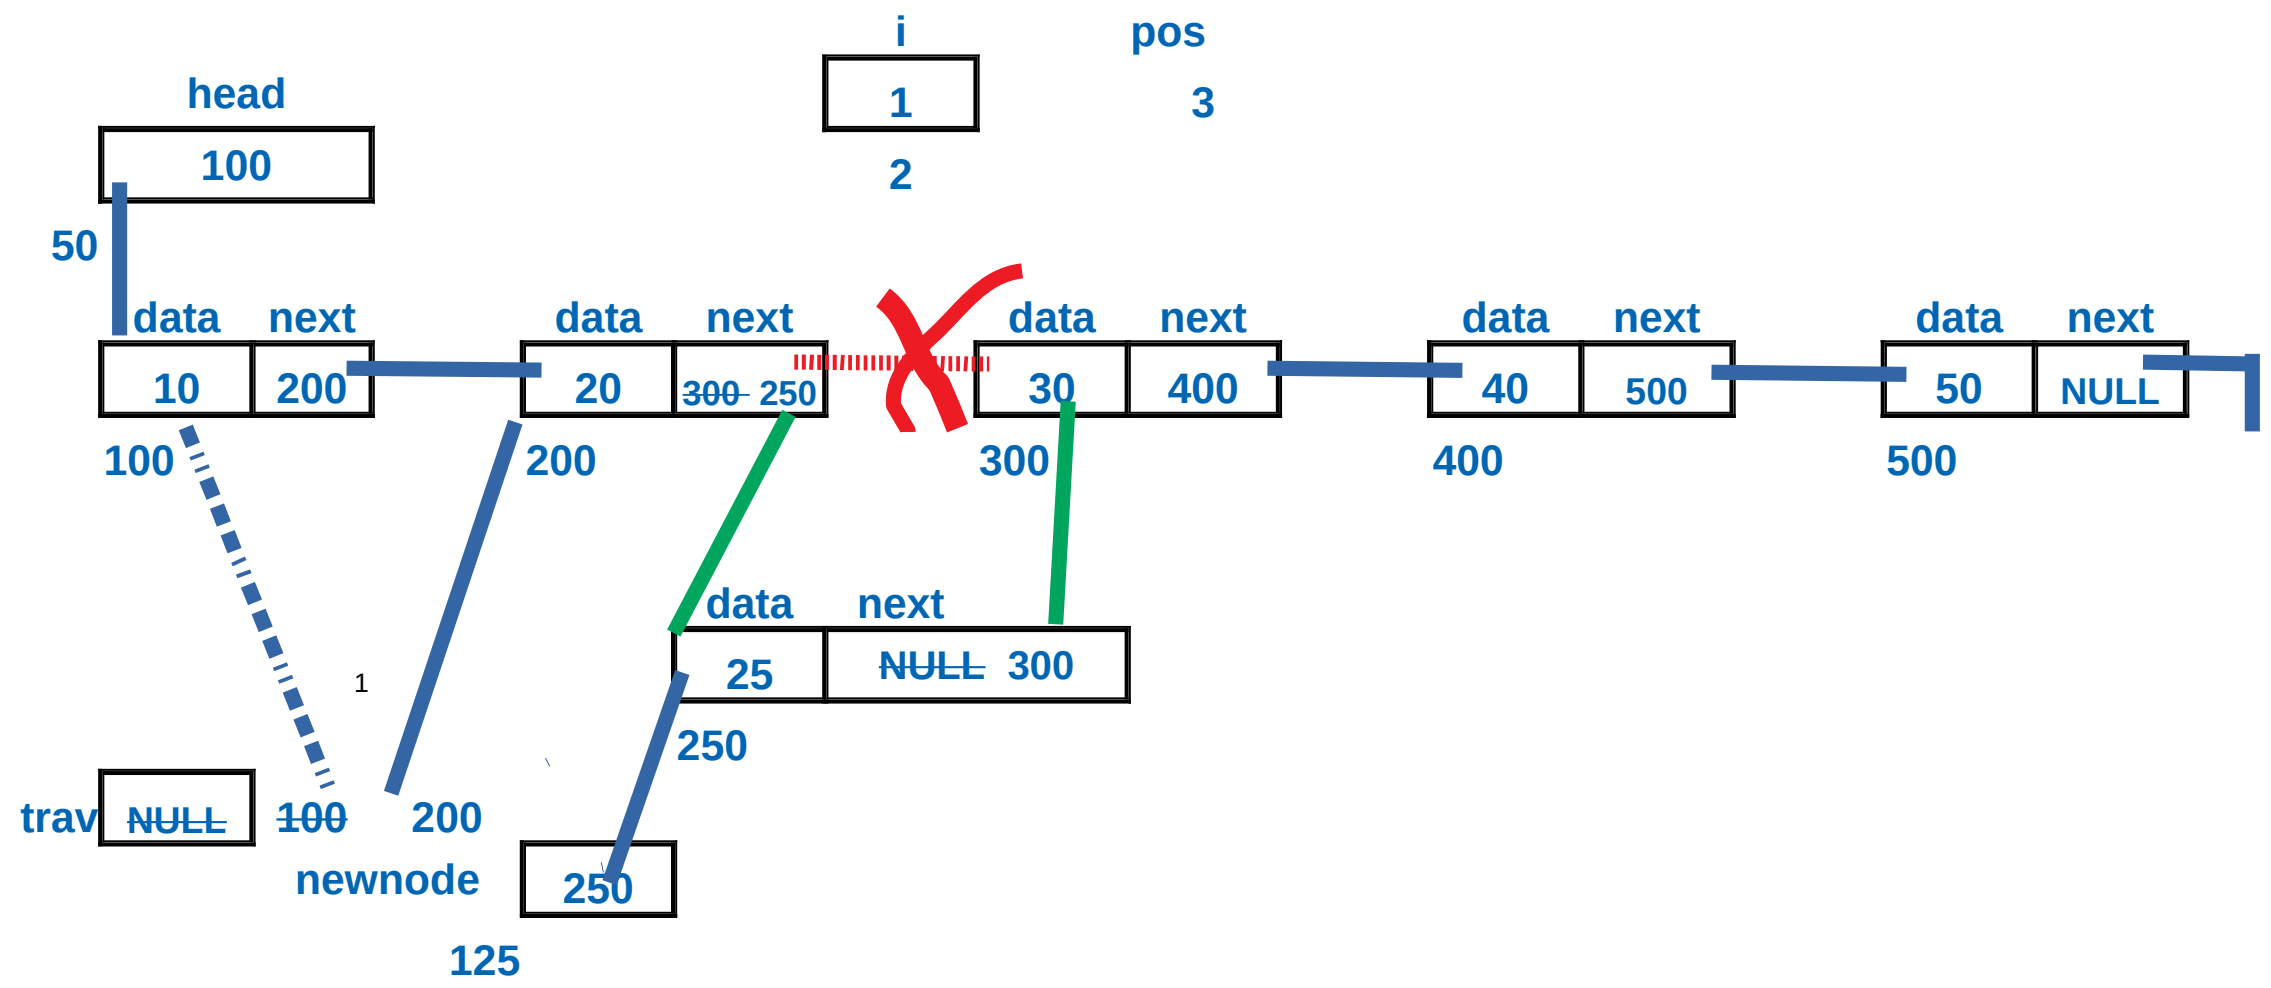 i pos
head
1 3
100
2
50
data next data next data next data next data next
10 200 20 300 250 30 400 40 500 50 NULL
100 200 300 400 500
data next
25 NULL 300
1
250
trav NULL 100 200
newnode 250
125